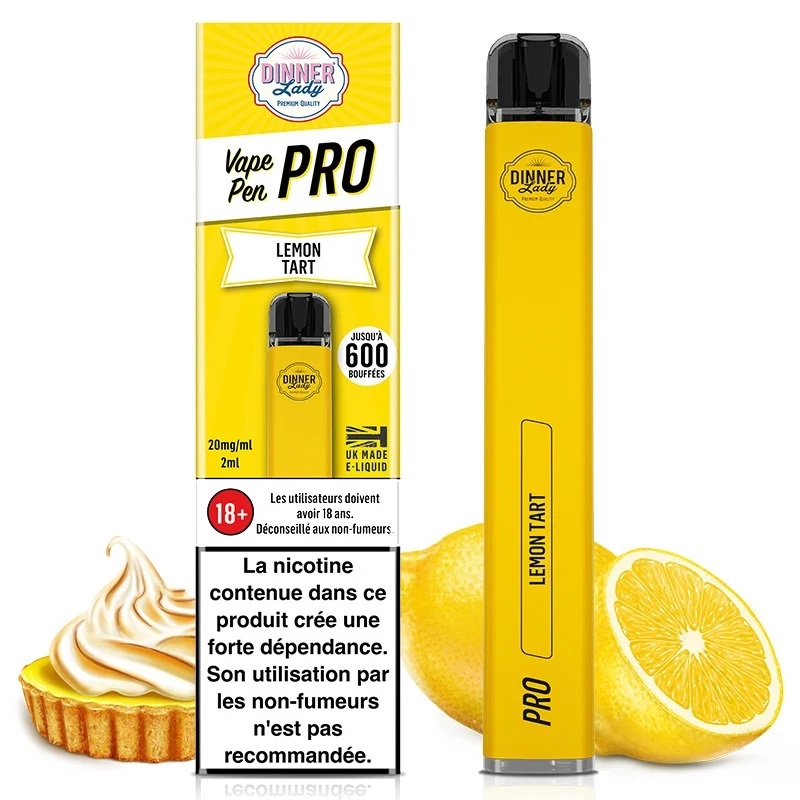 DINNER
Lady
PREMIUM QUALITY
Vape
Pen PRO
LEMON
TART
JUSQU'À
600
BOUFFÉES
DINNER
Lady
20mg/ml
2ml
UK MADE
E-LIQUID
18+
Les utilisateurs doivent
avoir 18 ans.
Déconseillé aux non-fumeurs.
La nicotine
contenue dans ce
produit crée une
forte dépendance.
Son utilisation par
les non-fumeurs
n'est pas
recommandée.
DINNER
Lady
PREMIUM QUALITY
LEMON TART
PRO